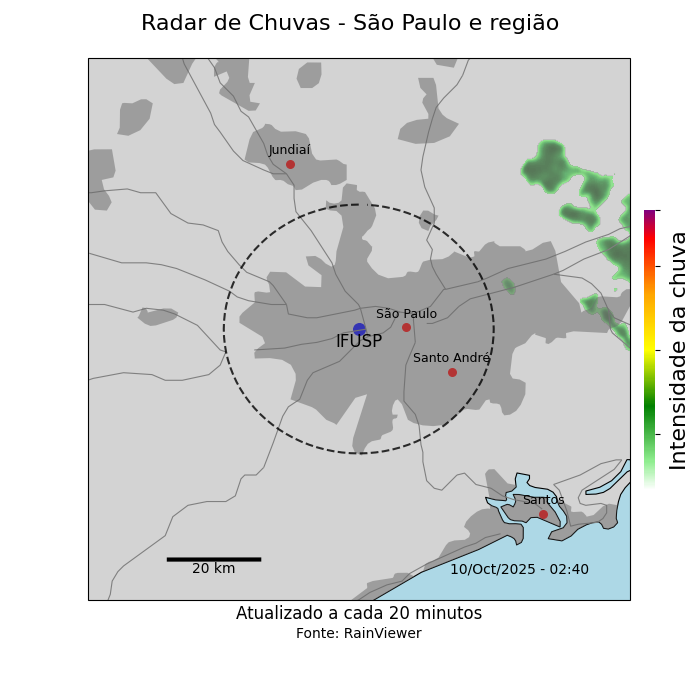 Radar de Chuvas - São Paulo e região
Jundiaí
São Paulo
IFUSP
Santo André
Santos
20 km
10/Oct/2025 - 02:40
Intensidade da chuva
Atualizado a cada 20 minutos
Fonte: RainViewer